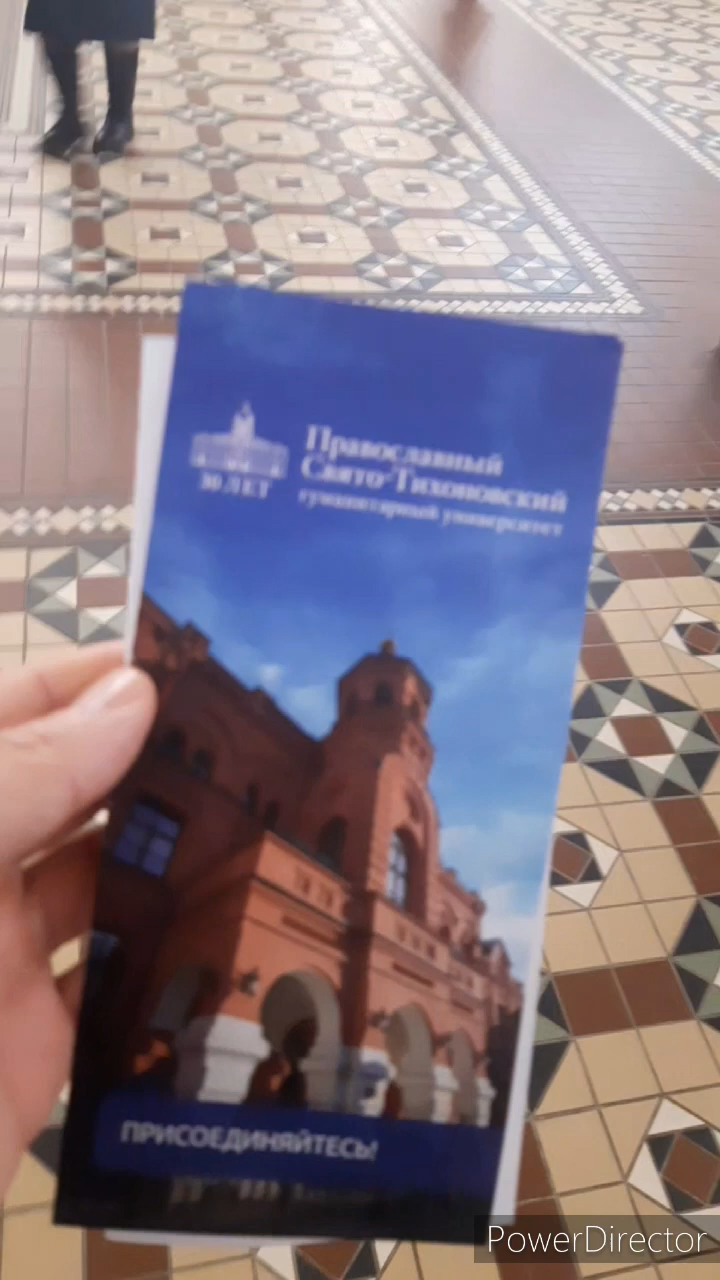 Православный
Свято-Тихоновский
гуманитарный университет
30 ЛЕТ
ПРИСОЕДИНЯЙТЕСЬ!
PowerDirector